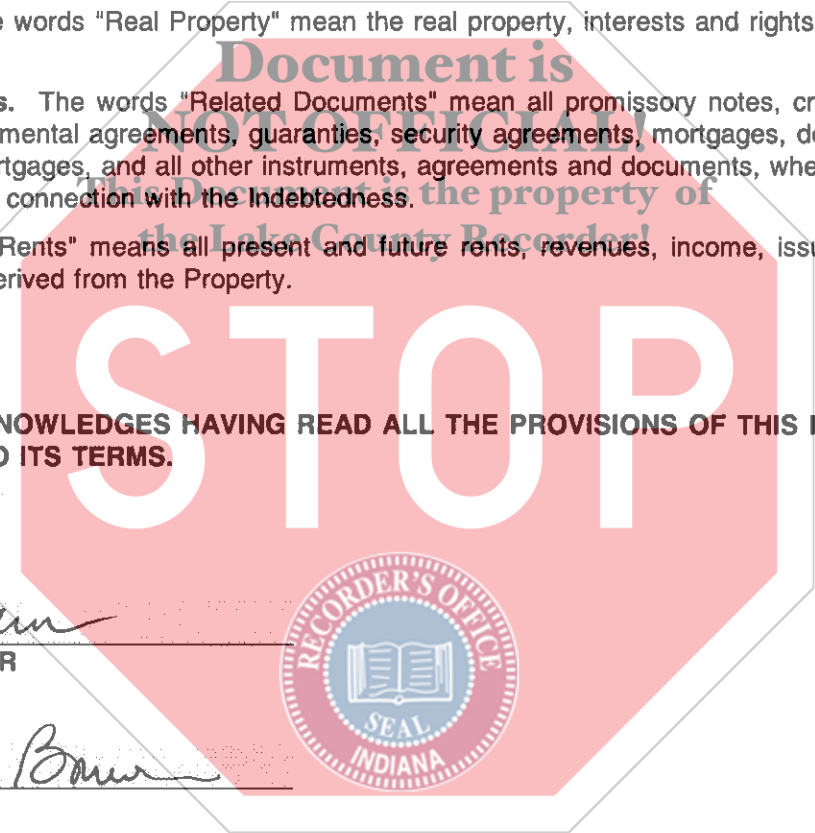 e words "Real Property" mean the real property, interests and rights
Document is
s. The words "Related Documents" mean all promissory notes, cr
NOT OFFICIAL!
mental agreements, guaranties, security agreements, mortgages, de
rtgages, and all other instruments, agreements and documents, whe
This Document is the property of
connection with the Indebtedness.
the Lake County Recorder!
Rents" means all present and future rents, revenues, income, issu
erived from the Property.
STOP
NOWLEDGES HAVING READ ALL THE PROVISIONS OF THIS
D ITS TERMS.
R
RECORDER'S OFFICE
SEAL
INDIANA